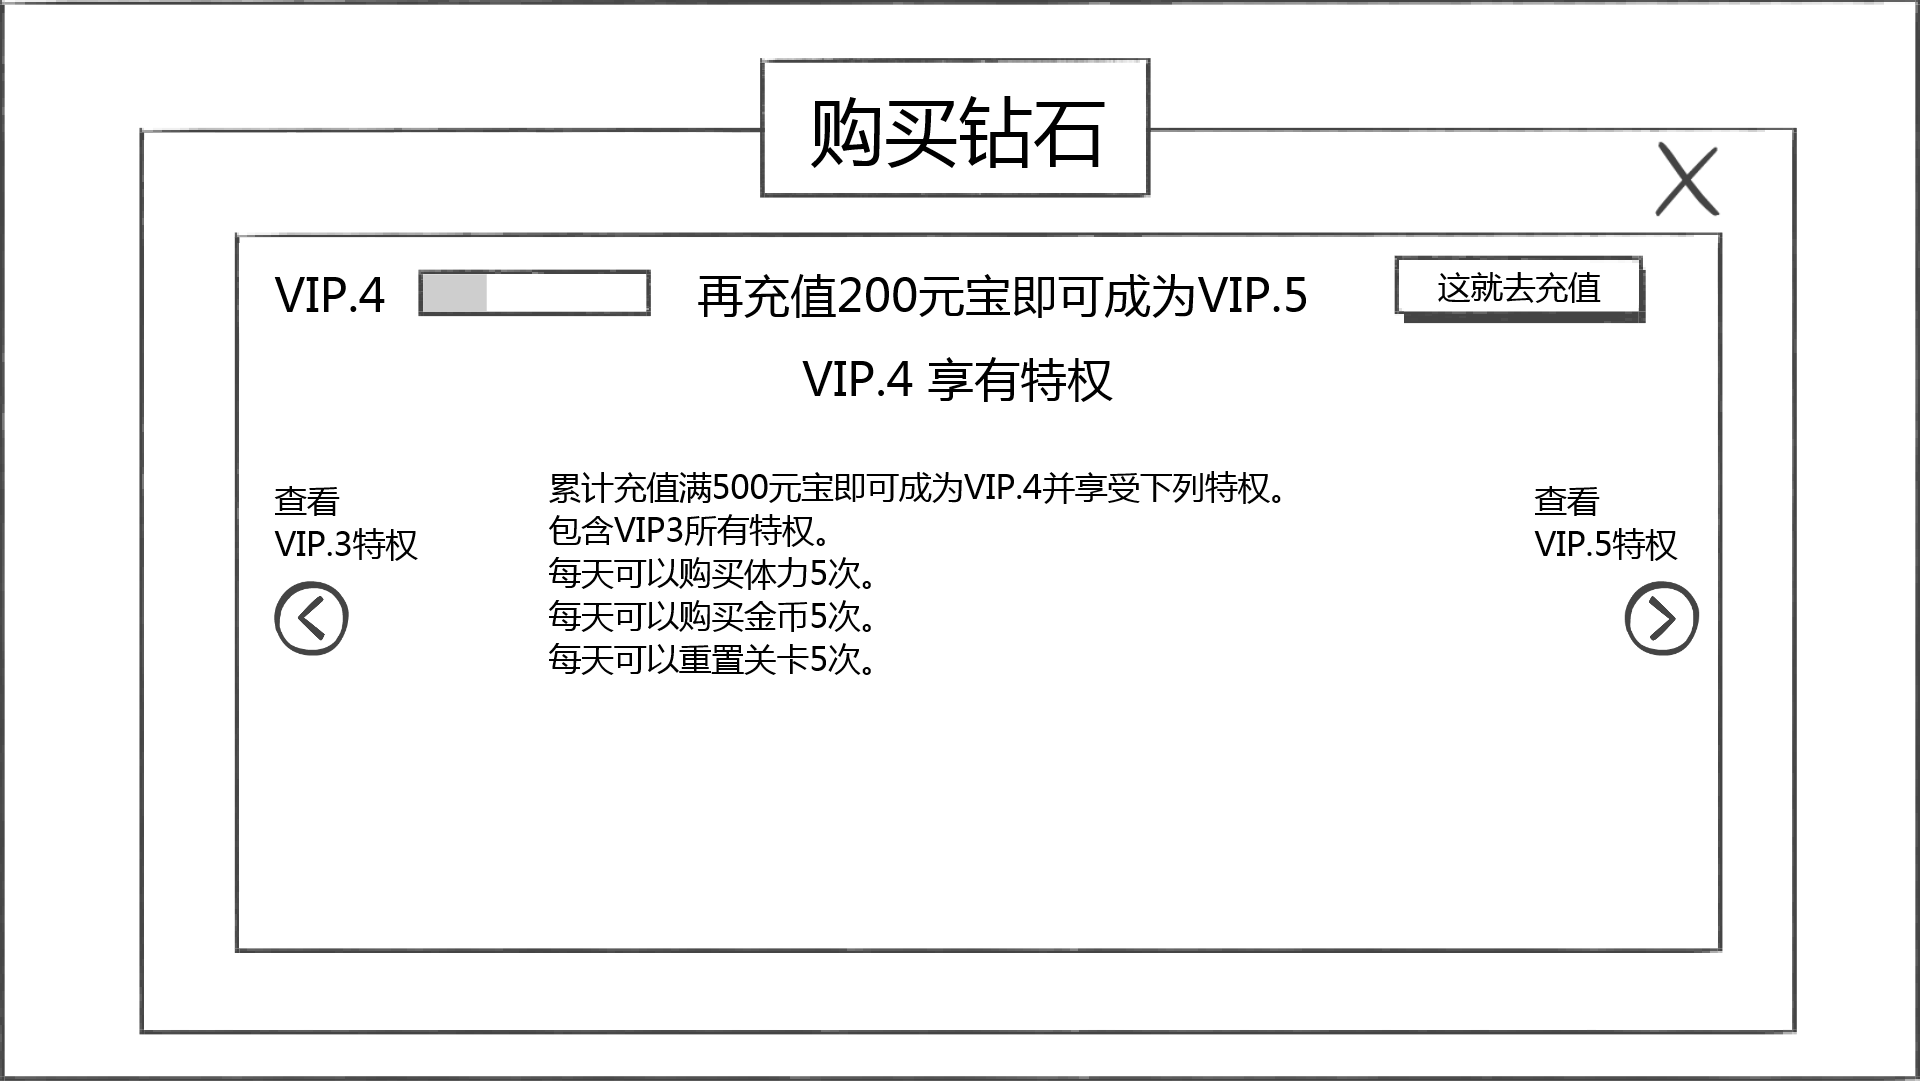 购买钻石
VIP.4
再充值200元宝即可成为VIP.5
这就去充值
VIP.4 享有特权
查看
VIP.3特权
累计充值满500元宝即可成为VIP.4并享受下列特权。
包含VIP3所有特权。
每天可以购买体力5次。
每天可以购买金币5次。
每天可以重置关卡5次。
查看
VIP.5特权